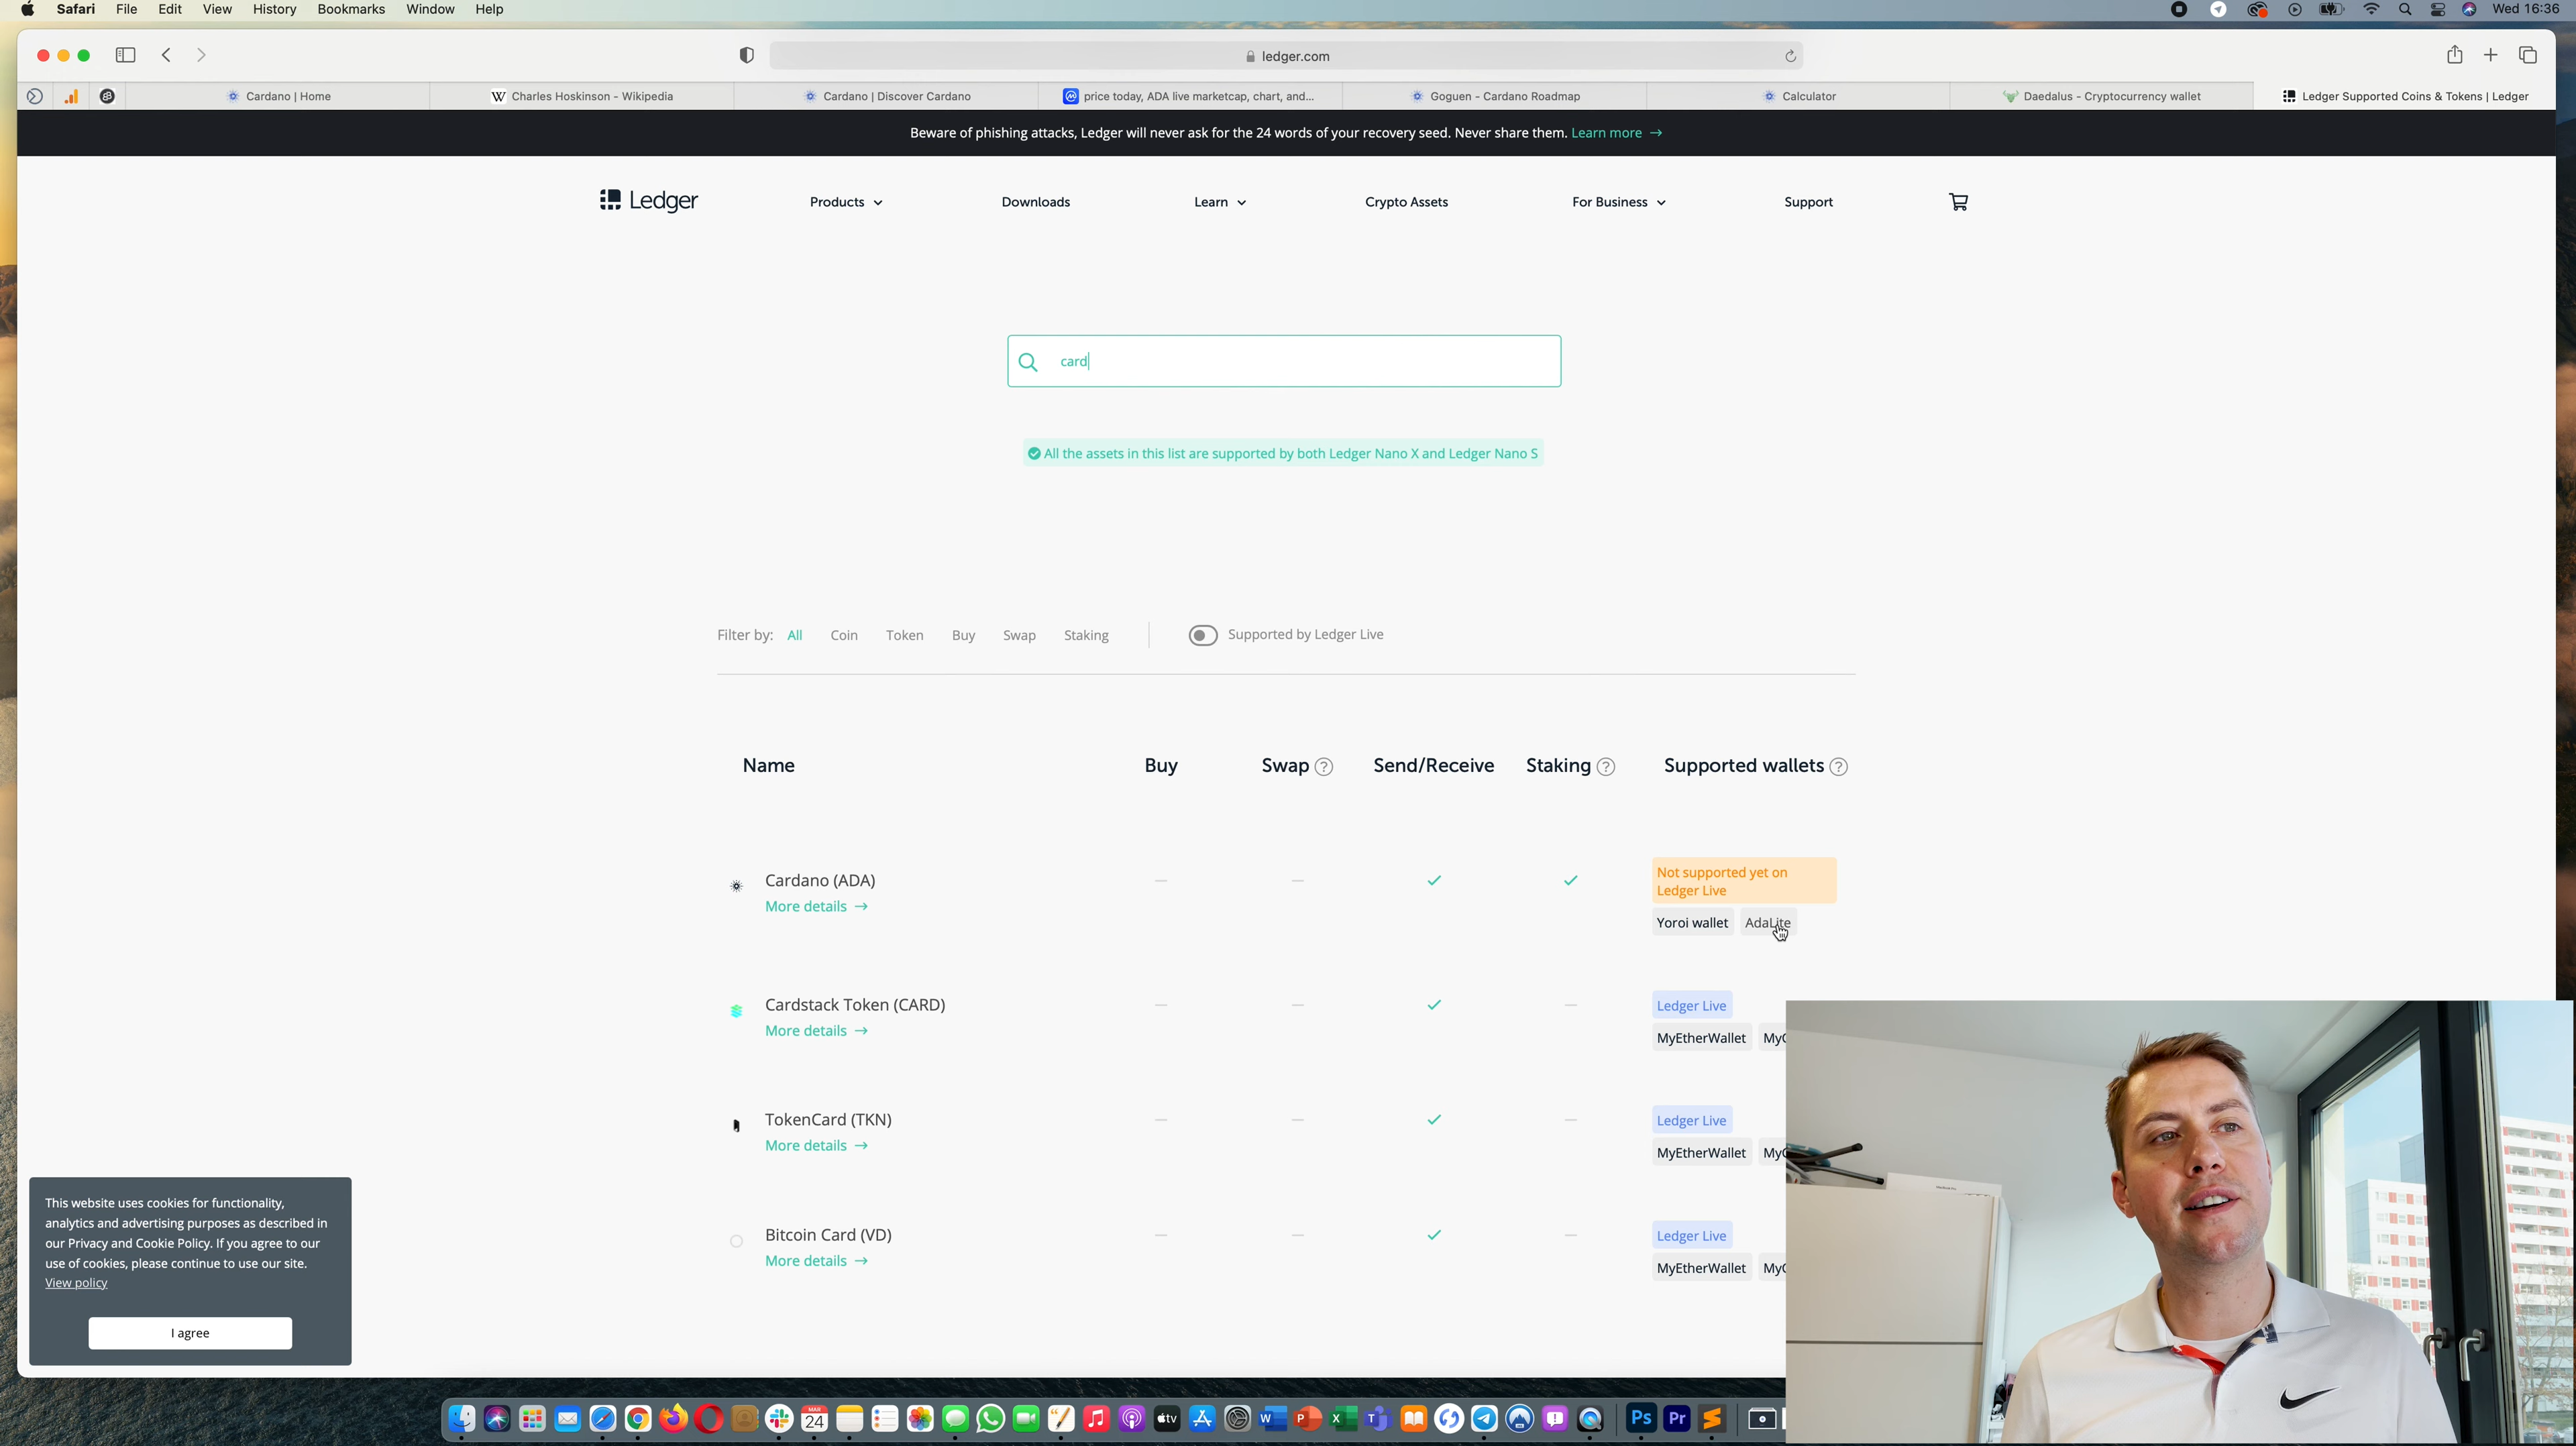 Safari File Edit View History Bookmarks Window Help
Wed 16:36
ledger.com
Cardano | Home
W Charles Hoskinson - Wikipedia
Cardano | Discover Cardano
price today, ADA live marketcap, chart, and...
Goguen - Cardano Roadmap
Calculator
Daedalus - Cryptocurrency wallet
Ledger Supported Coins & Tokens | Ledger
Beware of phishing attacks, Ledger will never ask for the 24 words of your recovery seed. Never share them. Learn more →
Ledger
Products
Downloads
Learn
Crypto Assets
For Business
Support
card
All the assets in this list are supported by both Ledger Nano X and Ledger Nano S
Filter by: All Coin Token Buy Swap Staking
Supported by Ledger Live
Name Buy Swap ? Send/Receive Staking ? Supported wallets ?
Cardano (ADA)
More details →
Not supported yet on
Ledger Live
Yoroi wallet AdaLite
Cardstack Token (CARD)
More details →
Ledger Live
MyEtherWallet
TokenCard (TKN)
More details →
Ledger Live
MyEtherWallet
Bitcoin Card (VD)
More details →
Ledger Live
MyEtherWallet
This website uses cookies for functionality,
analytics and advertising purposes as described in
our Privacy and Cookie Policy. If you agree to our
use of cookies, please continue to use our site.
View policy
I agree
MAR
24
tv
W
P
X
T
Ps
Pr